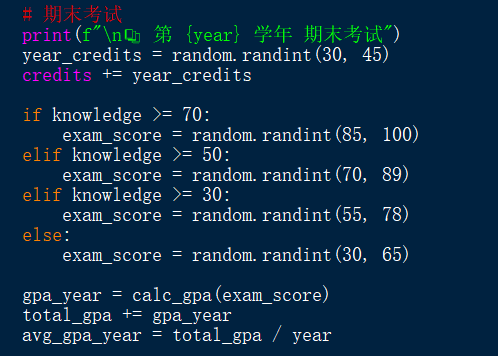 # 期末考试
print(f"\n📚 第 {year} 学年 期末考试")
year_credits = random.randint(30, 45)
credits += year_credits
if knowledge >= 70:
    exam_score = random.randint(85, 100)
elif knowledge >= 50:
    exam_score = random.randint(70, 89)
elif knowledge >= 30:
    exam_score = random.randint(55, 78)
else:
    exam_score = random.randint(30, 65)
gpa_year = calc_gpa(exam_score)
total_gpa += gpa_year
avg_gpa_year = total_gpa / year